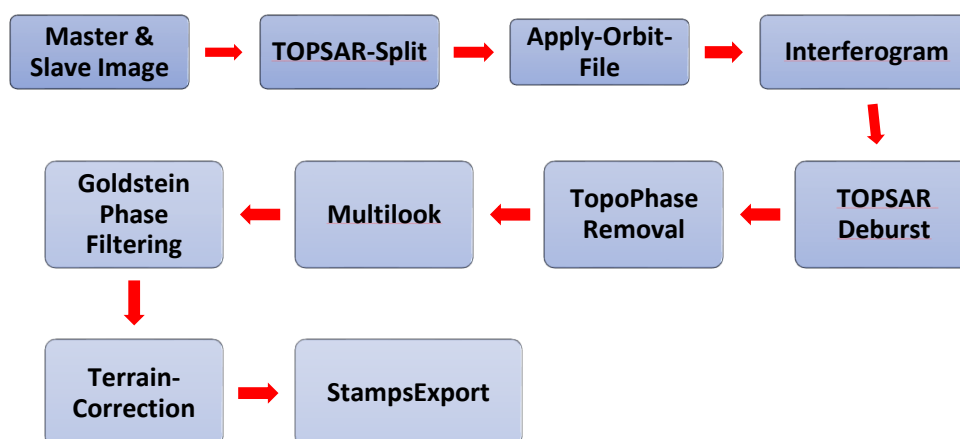 Master &
Slave Image
TOPSAR-Split
Apply-Orbit-
File
Interferogram
TOPSAR
Deburst
TopoPhase
Removal
Multilook
Goldstein
Phase
Filtering
Terrain-
Correction
StampsExport